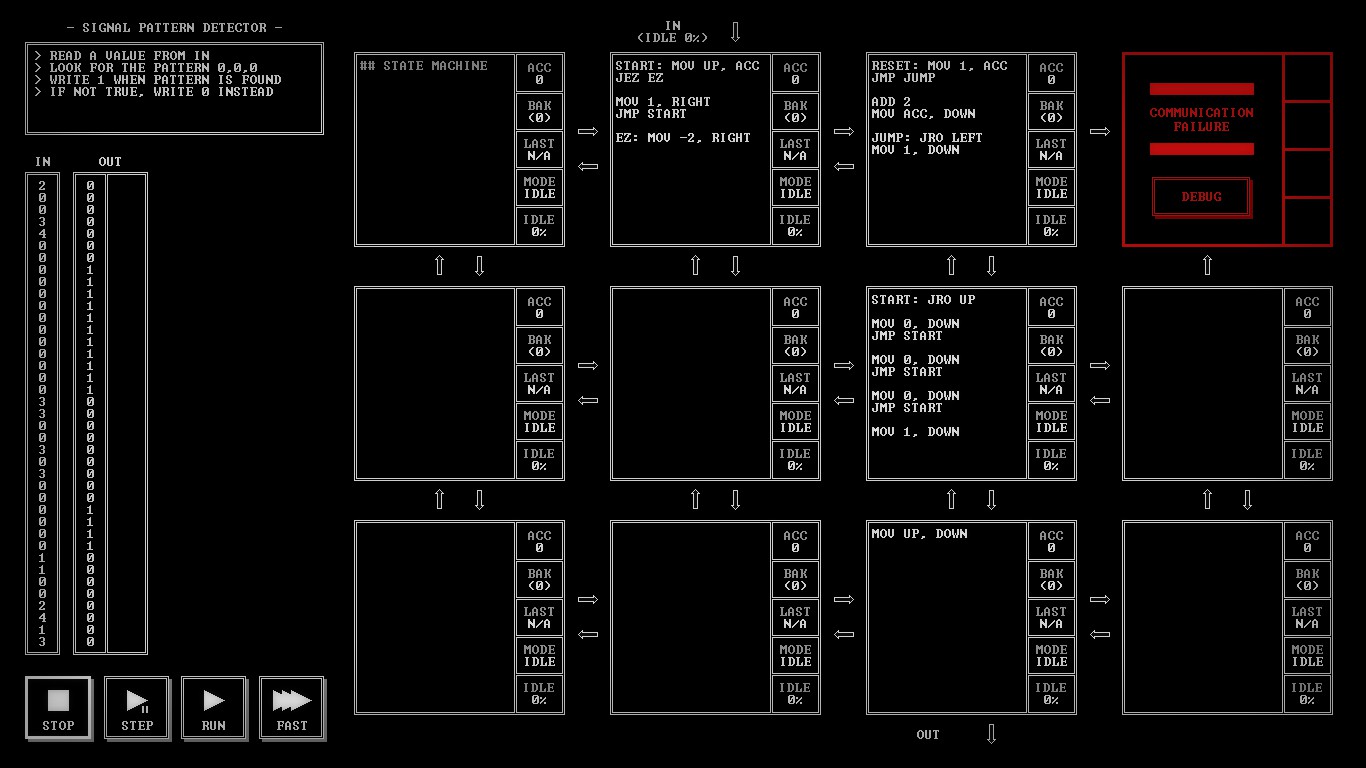 - SIGNAL PATTERN DETECTOR -
> READ A VALUE FROM IN
> LOOK FOR THE PATTERN 0,0,0
> WRITE 1 WHEN PATTERN IS FOUND
> IF NOT TRUE, WRITE 0 INSTEAD
IN OUT
2 0
0 0
0 0
3 0
4 0
0 0
0 0
0 1
0 1
0 1
0 1
0 1
0 1
0 1
0 1
0 1
0 1
0 1
3 0
3 0
0 0
0 0
3 0
0 0
3 0
0 0
0 0
0 1
0 1
0 1
0 1
1 0
1 0
0 0
0 0
2 0
4 0
1 0
3 0
STOP
STEP
RUN
FAST
IN
(IDLE 0%)
## STATE MACHINE
ACC
0
BAK
(0)
LAST
N/A
MODE
IDLE
IDLE
0%
START: MOV UP, ACC
JEZ EZ
MOV 1, RIGHT
JMP START
EZ: MOV -2, RIGHT
ACC
0
BAK
(0)
LAST
N/A
MODE
IDLE
IDLE
0%
RESET: MOV 1, ACC
JMP JUMP
ADD 2
MOV ACC, DOWN
JUMP: JRO LEFT
MOV 1, DOWN
ACC
0
BAK
(0)
LAST
N/A
MODE
IDLE
IDLE
0%
COMMUNICATION
FAILURE
DEBUG
ACC
0
BAK
(0)
LAST
N/A
MODE
IDLE
IDLE
0%
ACC
0
BAK
(0)
LAST
N/A
MODE
IDLE
IDLE
0%
START: JRO UP
MOV 0, DOWN
JMP START
MOV 0, DOWN
JMP START
MOV 0, DOWN
JMP START
MOV 1, DOWN
ACC
0
BAK
(0)
LAST
N/A
MODE
IDLE
IDLE
0%
ACC
0
BAK
(0)
LAST
N/A
MODE
IDLE
IDLE
0%
ACC
0
BAK
(0)
LAST
N/A
MODE
IDLE
IDLE
0%
ACC
0
BAK
(0)
LAST
N/A
MODE
IDLE
IDLE
0%
MOV UP, DOWN
ACC
0
BAK
(0)
LAST
N/A
MODE
IDLE
IDLE
0%
ACC
0
BAK
(0)
LAST
N/A
MODE
IDLE
IDLE
0%
OUT